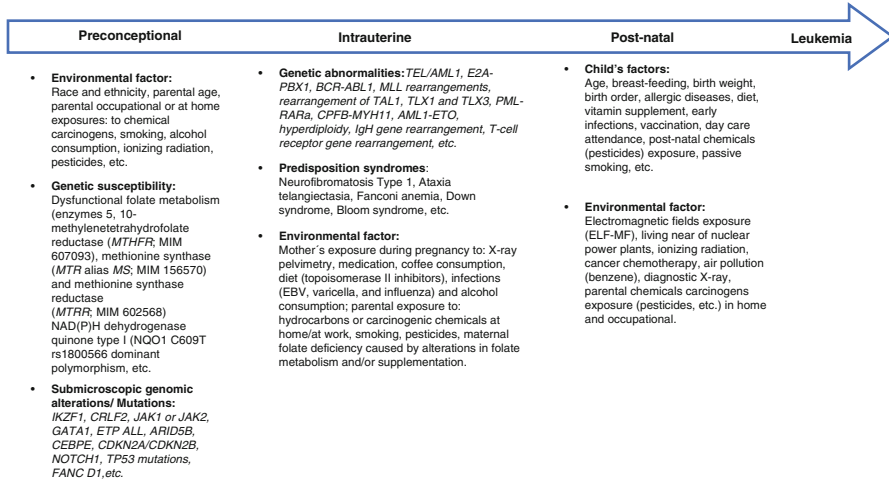 Preconceptional
Intrauterine
Post-natal
Leukemia
• Environmental factor:
Race and ethnicity, parental age,
parental occupational or at home
exposures: to chemical
carcinogens, smoking, alcohol
consumption, ionizing radiation,
pesticides, etc.
• Genetic susceptibility:
Dysfunctional folate metabolism
(enzymes 5, 10-
methylenetetrahydrofolate
reductase (MTHFR; MIM
607093), methionine synthase
(MTR alias MS; MIM 156570)
and methionine synthase
reductase
(MTRR; MIM 602568)
NAD(P)H dehydrogenase
quinone type I (NQO1 C609T
rs1800566 dominant
polymorphism, etc.
• Submicroscopic genomic
alterations/ Mutations:
IKZF1, CRLF2, JAK1 or JAK2,
GATA1, ETP ALL, ARID5B,
CEBPE, CDKN2A/CDKN2B,
NOTCH1, TP53 mutations,
FANC D1,etc.
• Genetic abnormalities:TEL/AML1, E2A-
PBX1, BCR-ABL1, MLL rearrangements,
rearrangement of TAL1, TLX1 and TLX3, PML-
RARa, CPFB-MYH11, AML1-ETO,
hyperdiploidy, IgH gene rearrangement, T-cell
receptor gene rearrangement, etc.
• Predisposition syndromes:
Neurofibromatosis Type 1, Ataxia
telangiectasia, Fanconi anemia, Down
syndrome, Bloom syndrome, etc.
• Environmental factor:
Mother´s exposure during pregnancy to: X-ray
pelvimetry, medication, coffee consumption,
diet (topoisomerase II inhibitors), infections
(EBV, varicella, and influenza) and alcohol
consumption; parental exposure to:
hydrocarbons or carcinogenic chemicals at
home/at work, smoking, pesticides, maternal
folate deficiency caused by alterations in folate
metabolism and/or supplementation.
• Child's factors:
Age, breast-feeding, birth weight,
birth order, allergic diseases, diet,
vitamin supplement, early
infections, vaccination, day care
attendance, post-natal chemicals
(pesticides) exposure, passive
smoking, etc.
• Environmental factor:
Electromagnetic fields exposure
(ELF-MF), living near of nuclear
power plants, ionizing radiation,
cancer chemotherapy, air pollution
(benzene), diagnostic X-ray,
parental chemicals carcinogens
exposure (pesticides, etc.) in home
and occupational.